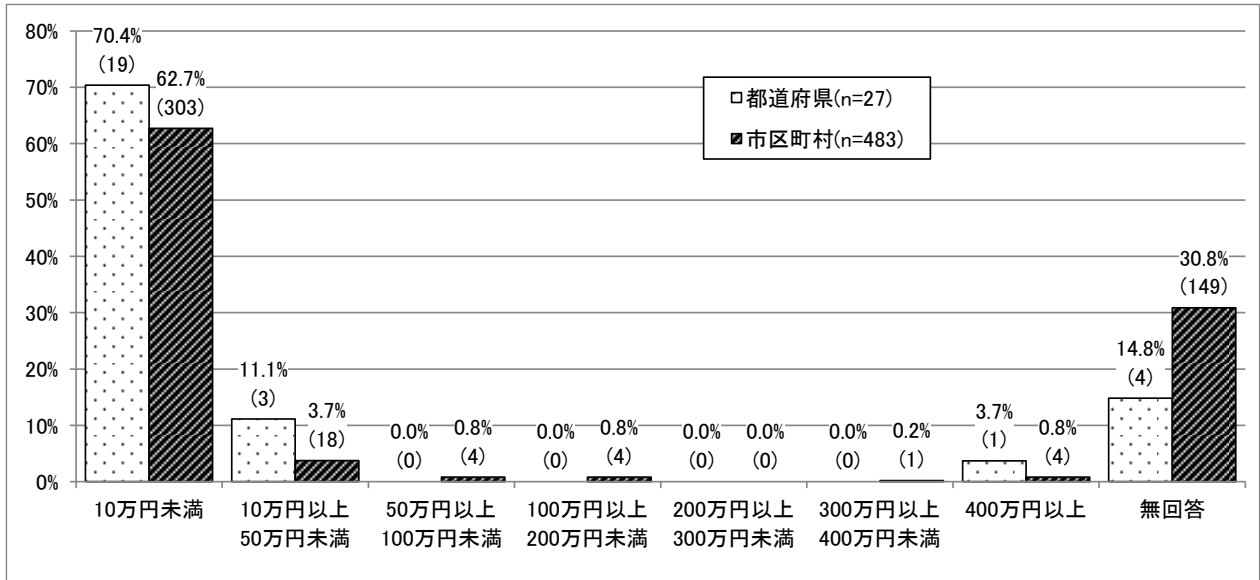 80%
70%
60%
50%
40%
30%
20%
10%
0%
70.4%
(19)
62.7%
(303)
11.1%
(3)
3.7%
(18)
0.0%
(0)
0.8%
(4)
0.0%
(0)
0.8%
(4)
0.0%
(0)
0.0%
(0)
0.0%
(0)
0.2%
(1)
3.7%
(1)
0.8%
(4)
14.8%
(4)
30.8%
(149)
都道府県(n=27)
市区町村(n=483)
10万円未満
10万円以上
50万円未満
50万円以上
100万円未満
100万円以上
200万円未満
200万円以上
300万円未満
300万円以上
400万円未満
400万円以上
無回答